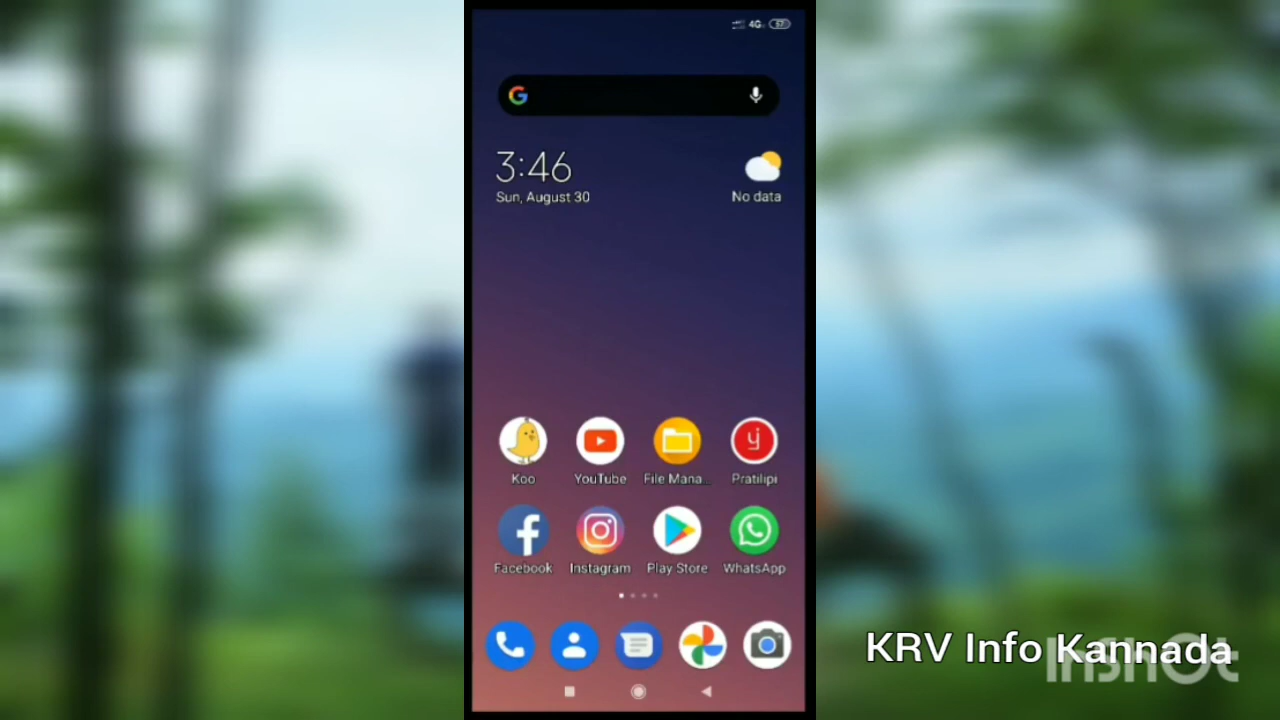 4G
57
3:46
Sun, August 30
No data
Koo
YouTube
File Mana...
Pratilipi
Facebook
Instagram
Play Store
WhatsApp
KRV Info Kannada
InShOt